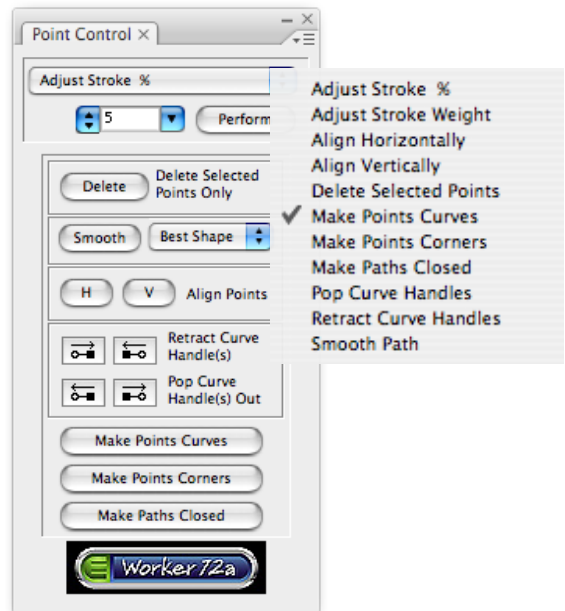 Point Control ×
Adjust Stroke %
5
Perform
Delete
Delete Selected
Points Only
Smooth
Best Shape
H
V
Align Points
Retract Curve
Handle(s)
Pop Curve
Handle(s) Out
Make Points Curves
Make Points Corners
Make Paths Closed
Worker72a
Adjust Stroke %
Adjust Stroke Weight
Align Horizontally
Align Vertically
Delete Selected Points
✓ Make Points Curves
Make Points Corners
Make Paths Closed
Pop Curve Handles
Retract Curve Handles
Smooth Path